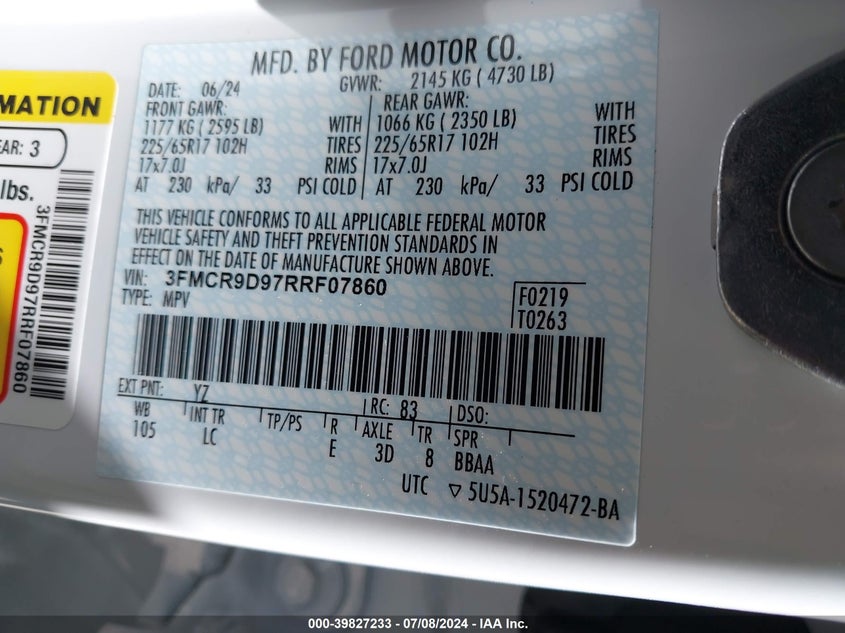 MFD. BY FORD MOTOR CO.
DATE: 06/24 GVWR: 2145 KG ( 4730 LB)
FRONT GAWR: REAR GAWR:
1177 KG ( 2595 LB) WITH 1066 KG ( 2350 LB) WITH
225/65R17 102H TIRES 225/65R17 102H TIRES
17x7.0J RIMS 17x7.0J RIMS
AT 230 kPa/ 33 PSI COLD AT 230 kPa/ 33 PSI COLD
THIS VEHICLE CONFORMS TO ALL APPLICABLE FEDERAL MOTOR
VEHICLE SAFETY AND THEFT PREVENTION STANDARDS IN
EFFECT ON THE DATE OF MANUFACTURE SHOWN ABOVE.
VIN: 3FMCR9D97RRF07860
TYPE: MPV
F0219
T0263
EXT PNT: YZ RC: 83 DSO:
WB INT TR TP/PS R AXLE TR SPR
105 LC E 3D 8 BBAA
UTC ▽ 5U5A-1520472-BA
MATION
EAR: 3
lbs.
3FMCR9D97RRF07860
S
000-39827233 / 07/08/2024 - IAA Inc.